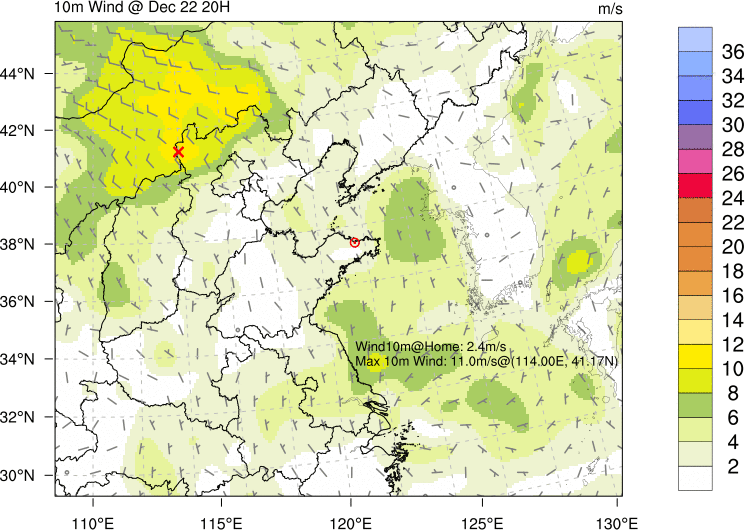 10m Wind @ Dec 22 20H
m/s
44°N
42°N
40°N
38°N
36°N
34°N
32°N
30°N
Wind10m@Home: 2.4m/s
Max 10m Wind: 11.0m/s@(114.00E, 41.17N)
110°E
115°E
120°E
125°E
130°E
36
34
32
30
28
26
24
22
20
18
16
14
12
10
8
6
4
2